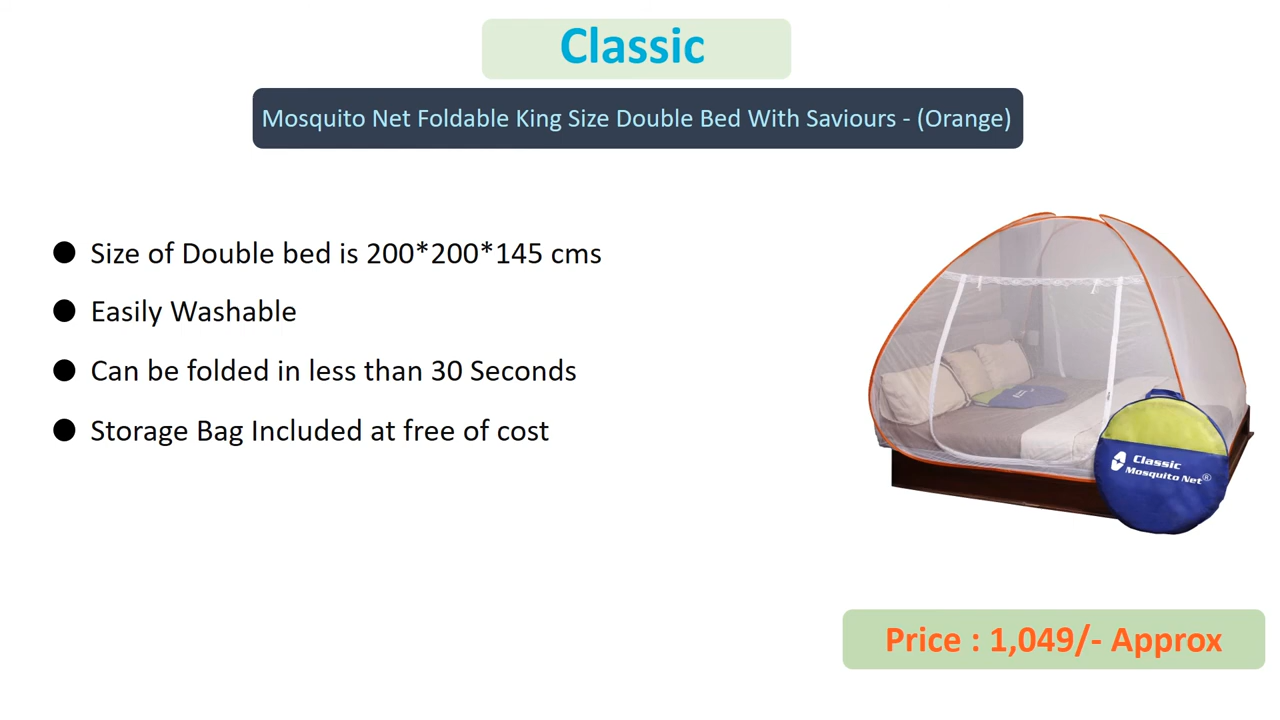 Classic
Mosquito Net Foldable King Size Double Bed With Saviours - (Orange)
Size of Double bed is 200*200*145 cms
Easily Washable
Can be folded in less than 30 Seconds
Storage Bag Included at free of cost
Classic
Mosquito Net®
Price : 1,049/- Approx